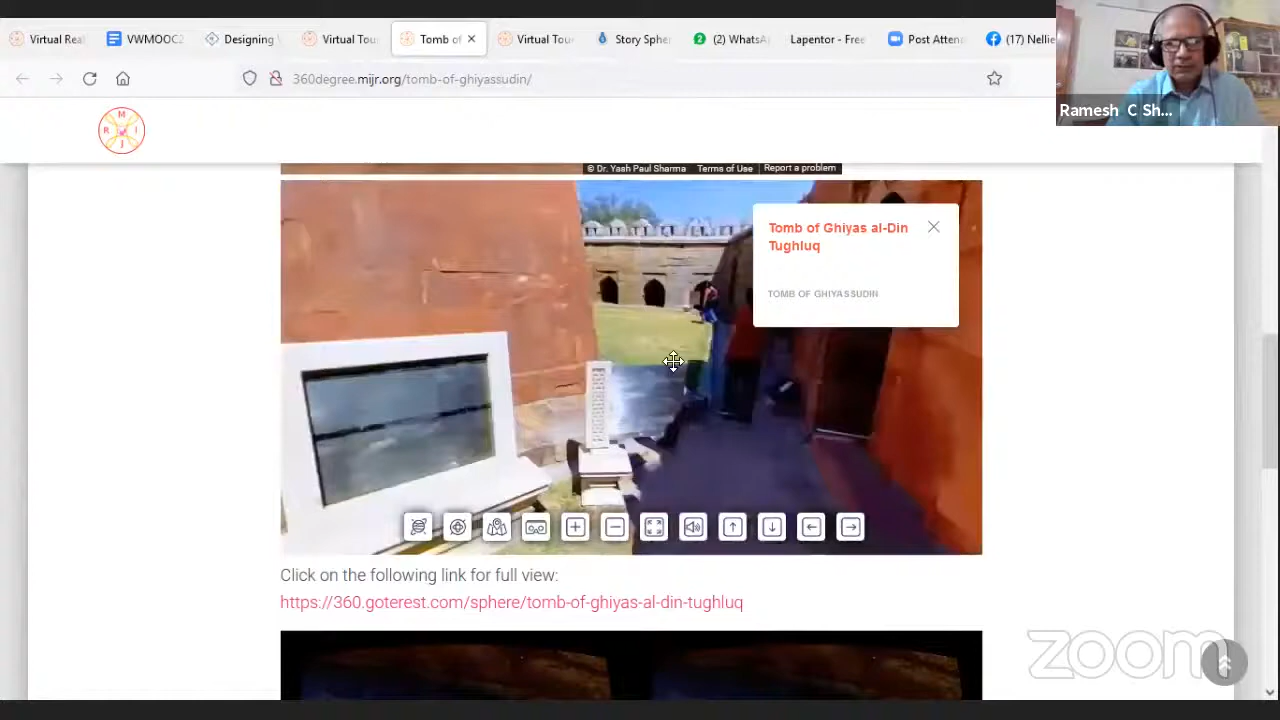 Virtual Rea
VWMOOC2
Designing
Virtual Tou
Tomb of
Virtual Tou
Story Sphe
(2) WhatsA
Lapentor - Free
Post Atten
(17) Nellie
360degree.mijr.org/tomb-of-ghiyassudin/
Ramesh C Sh...
M
R I
J
© Dr. Yash Paul Sharma Terms of Use Report a problem
Tomb of Ghiyas al-Din
Tughluq
TOMB OF GHIYASSUDIN
Click on the following link for full view:
https://360.goterest.com/sphere/tomb-of-ghiyas-al-din-tughluq
zoom